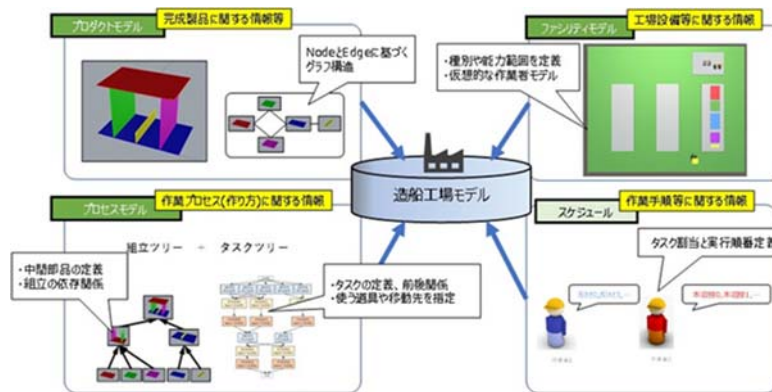 プロダクトモデル
完成製品に関する情報等
NodeとEdgeに基づく
グラフ構造
ファシリティモデル
工場設備等に関する情報
・種別や能力範囲を定義
・仮想的な作業者モデル
造船工場モデル
プロセスモデル
作業プロセス(作り方)に関する情報
組立ツリー
タスクツリー
・中間部品の定義
・組立の依存関係
・タスクの定義、前後関係
・使う道具や移動先を指定
スケジュール
作業手順等に関する情報
タスク割当と実行順番定義